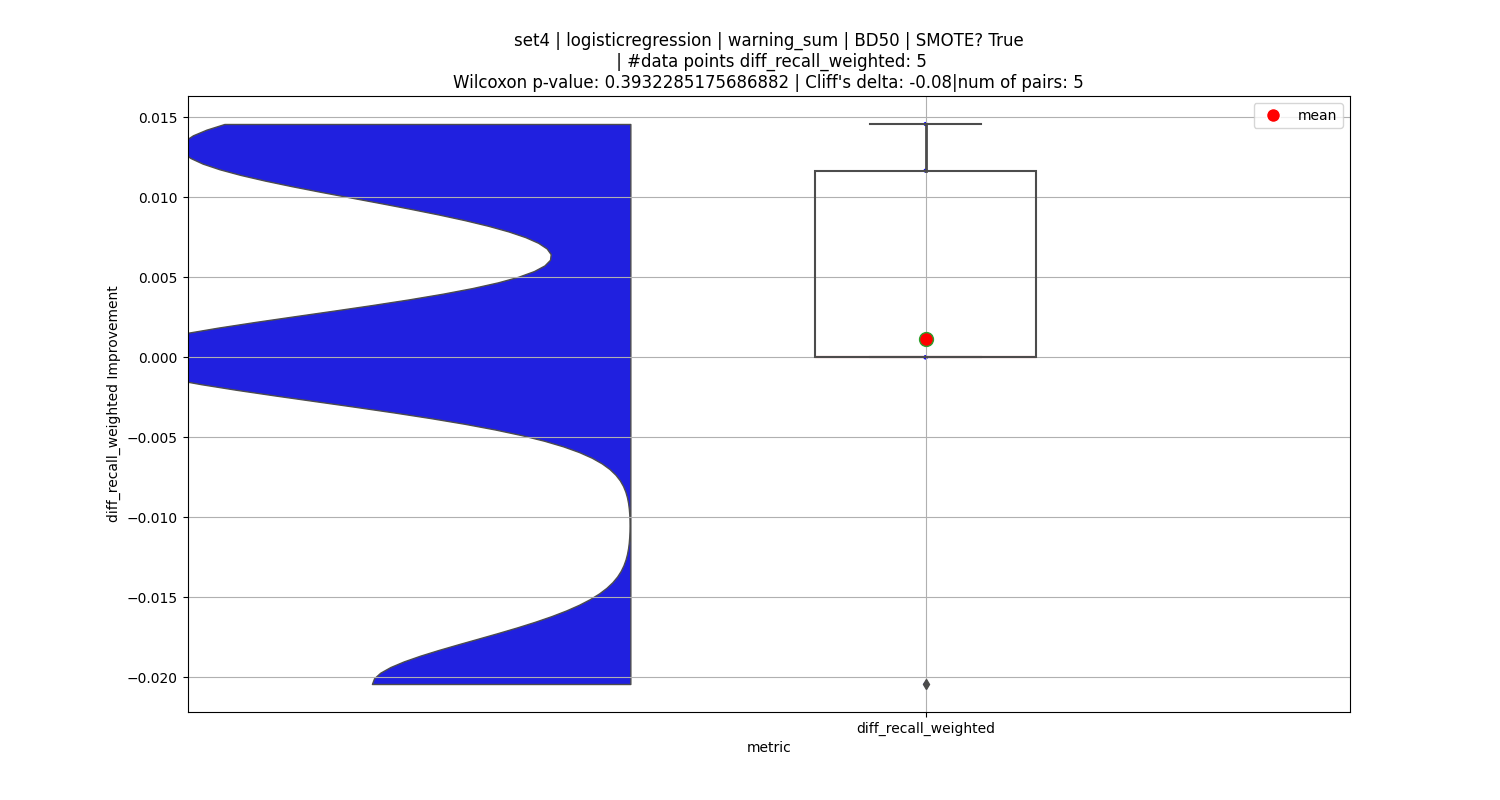 set4 | logisticregression | warning_sum | BD50 | SMOTE? True
| #data points diff_recall_weighted: 5
Wilcoxon p-value: 0.3932285175686882 | Cliff's delta: -0.08|num of pairs: 5
mean
0.015
0.010
0.005
0.000
−0.005
−0.010
−0.015
−0.020
diff_recall_weighted Improvement
diff_recall_weighted
metric